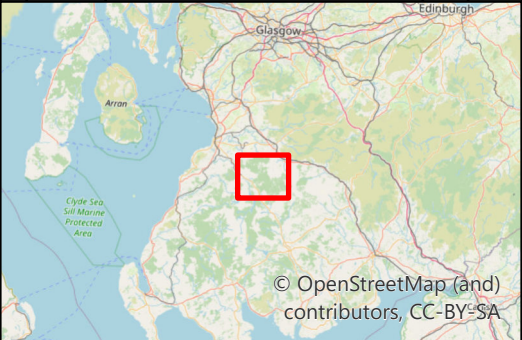 Edinburgh
Glasgow
Arran
Clyde Sea
Sill Marine
Protected
Area
© OpenStreetMap (and)
contributors, CC-BY-SA